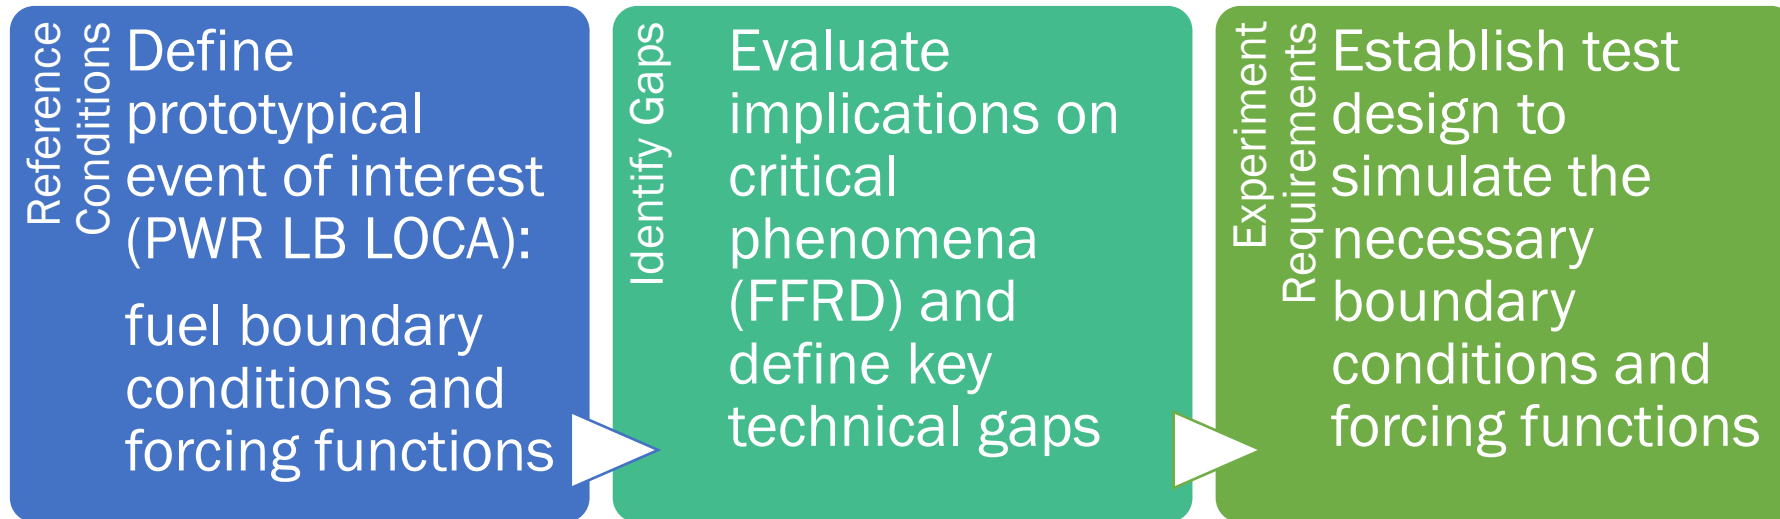 Reference
Conditions
Define
prototypical
event of interest
(PWR LB LOCA):
fuel boundary
conditions and
forcing functions
Identify Gaps
Evaluate
implications on
critical
phenomena
(FFRD) and
define key
technical gaps
Experiment
Requirements
Establish test
design to
simulate the
necessary
boundary
conditions and
forcing functions